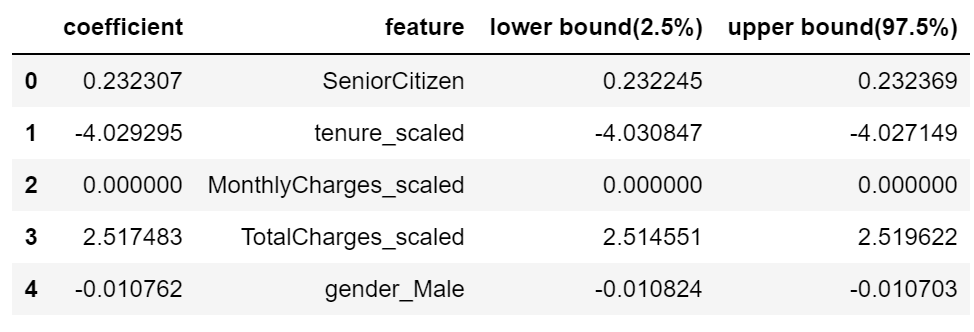 coefficient feature lower bound(2.5%) upper bound(97.5%)
0 0.232307 SeniorCitizen 0.232245 0.232369
1 -4.029295 tenure_scaled -4.030847 -4.027149
2 0.000000 MonthlyCharges_scaled 0.000000 0.000000
3 2.517483 TotalCharges_scaled 2.514551 2.519622
4 -0.010762 gender_Male -0.010824 -0.010703